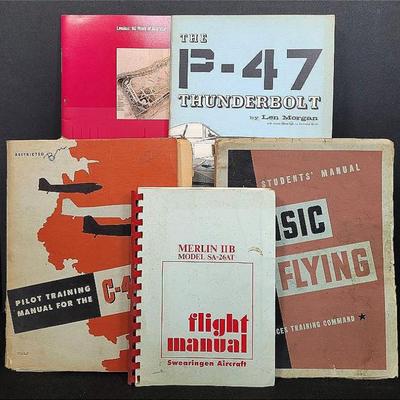 THE
P-47
THUNDERBOLT
by Len Morgan
RESTRICTED
PILOT TRAINING
MANUAL FOR THE
C-4
STUDENTS' MANUAL
SIC
FLYING
CES TRAINING COMMAND
MERLIN IIB
MODEL SA-26AT
flight
manual
Swearingen Aircraft